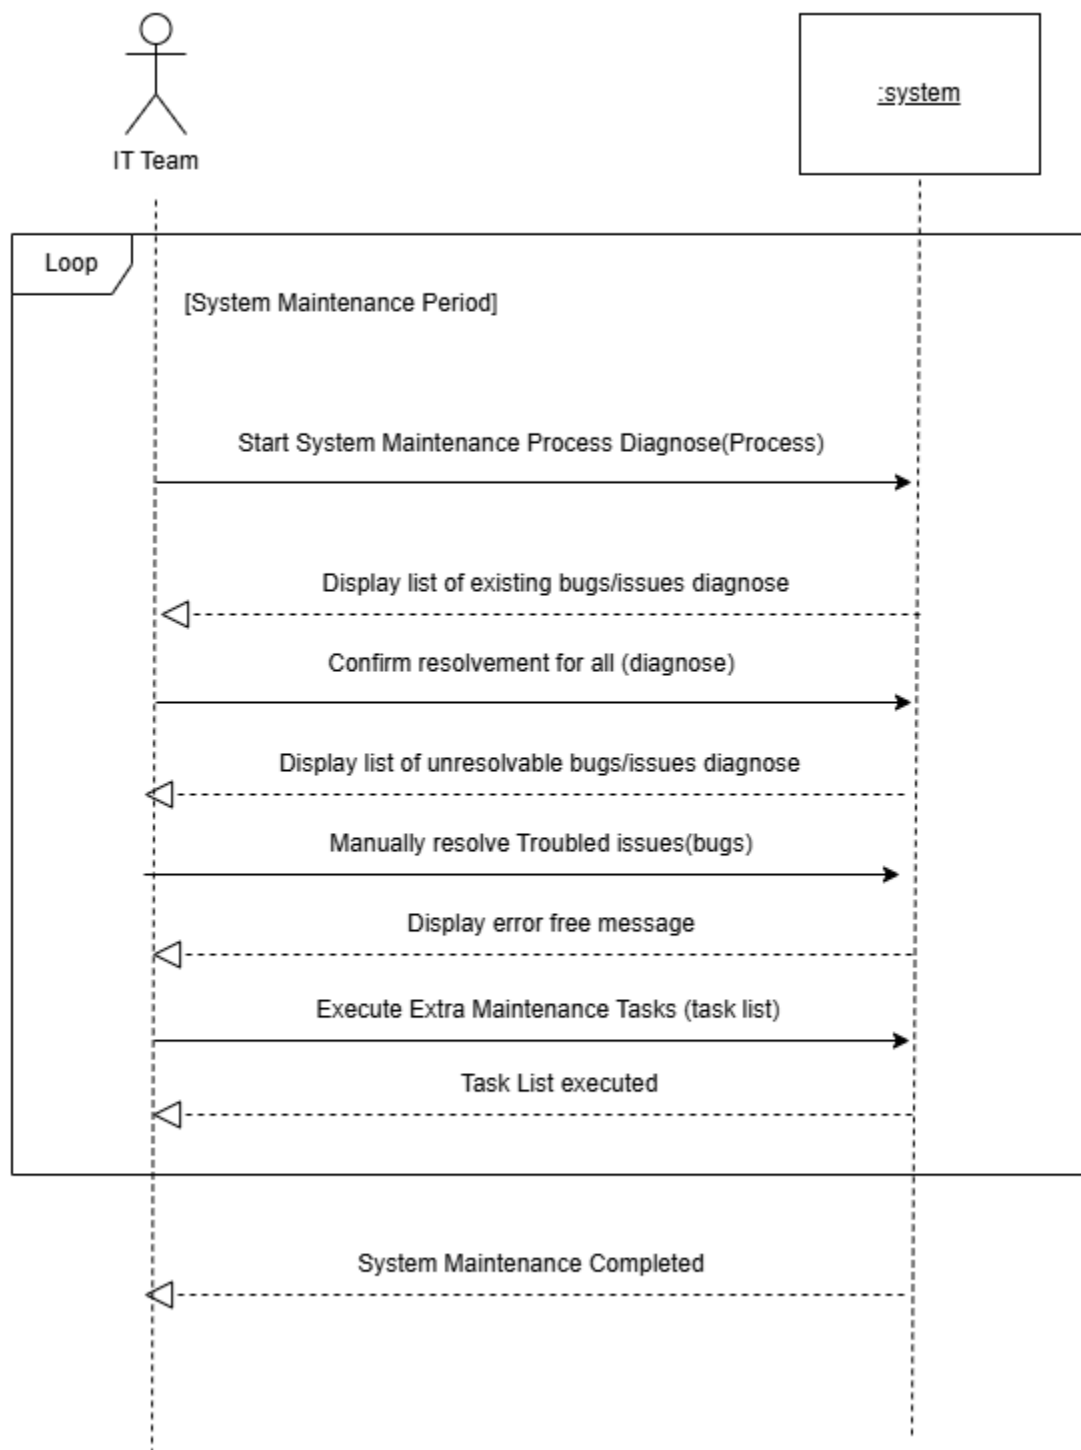 IT Team
:system
Loop
[System Maintenance Period]
Start System Maintenance Process Diagnose(Process)
Display list of existing bugs/issues diagnose
Confirm resolvement for all (diagnose)
Display list of unresolvable bugs/issues diagnose
Manually resolve Troubled issues(bugs)
Display error free message
Execute Extra Maintenance Tasks (task list)
Task List executed
System Maintenance Completed